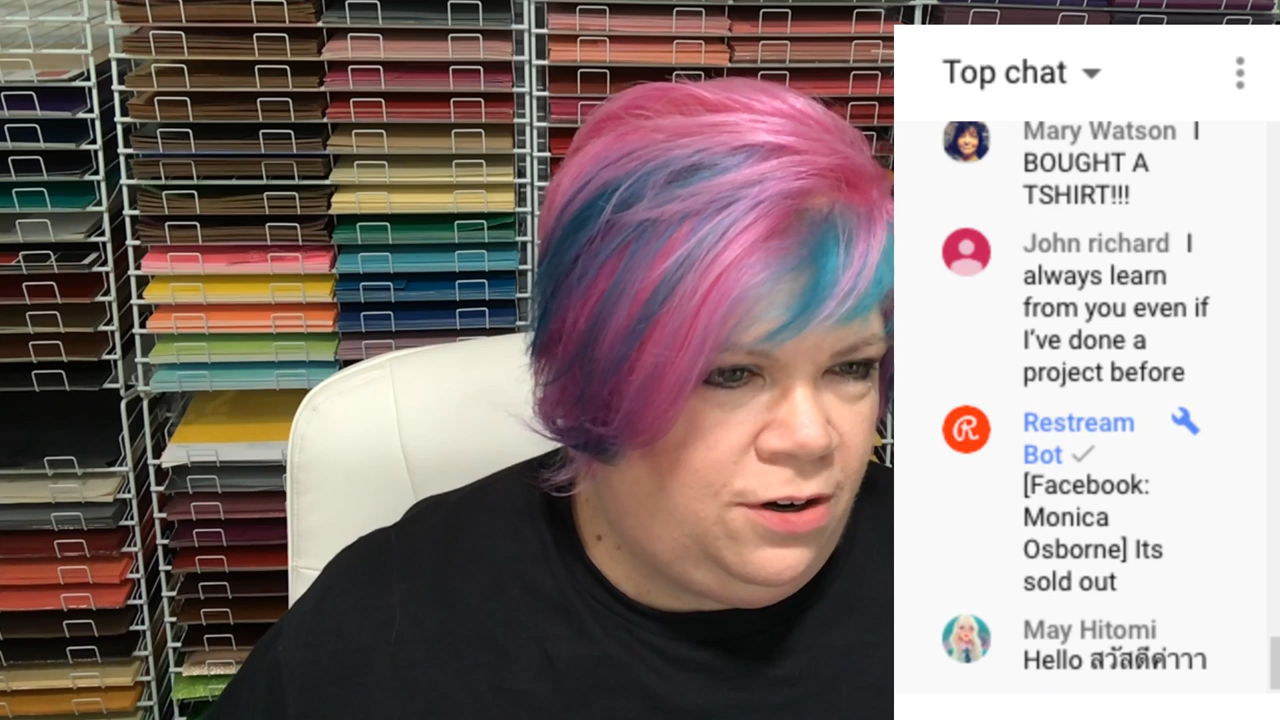 Top chat
Mary Watson I
BOUGHT A
TSHIRT!!!
John richard I
always learn
from you even if
I've done a
project before
Restream
Bot
[Facebook:
Monica
Osborne] Its
sold out
May Hitomi
Hello สวัสดีค่าาา